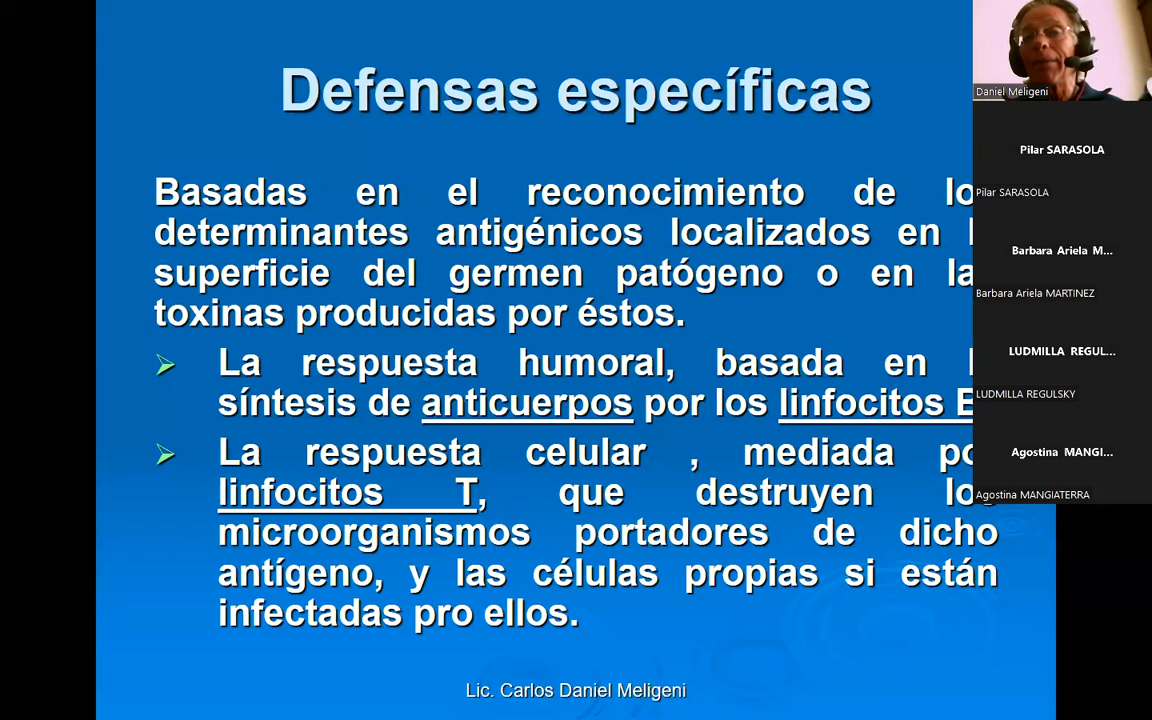 Defensas específicas
Basadas en el reconocimiento de lo
determinantes antigénicos localizados en
superficie del germen patógeno o en la
toxinas producidas por éstos.
La respuesta humoral, basada en
síntesis de anticuerpos por los linfocitos
La respuesta celular , mediada po
linfocitos T, que destruyen lo
microorganismos portadores de dicho
antígeno, y las células propias si están
infectadas pro ellos.
Lic. Carlos Daniel Meligeni
Daniel Meligeni
Pilar SARASOLA
Pilar SARASOLA
Barbara Ariela M...
Barbara Ariela MARTINEZ
LUDMILLA REGUL...
LUDMILLA REGULSKY
Agostina MANGI...
Agostina MANGIATERRA